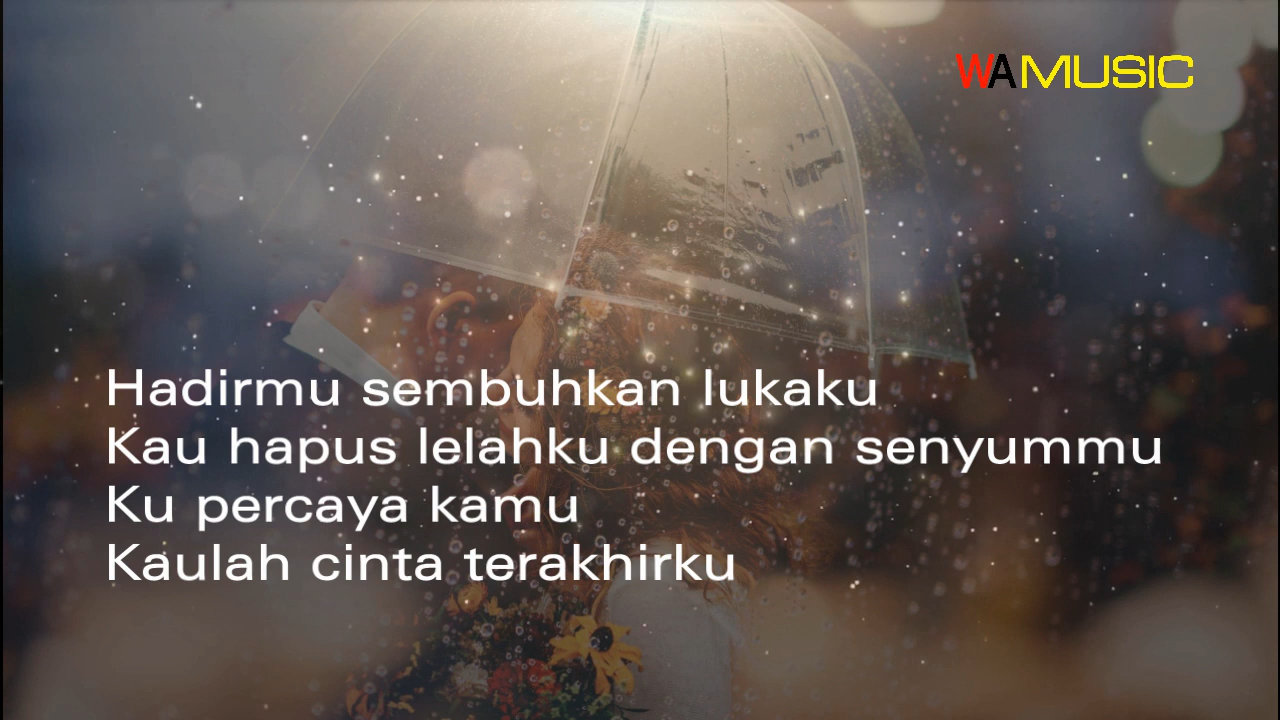 WAMUSIC
Hadirmu sembuhkan lukaku
Kau hapus lelahku dengan senyummu
Ku percaya kamu
Kaulah cinta terakhirku